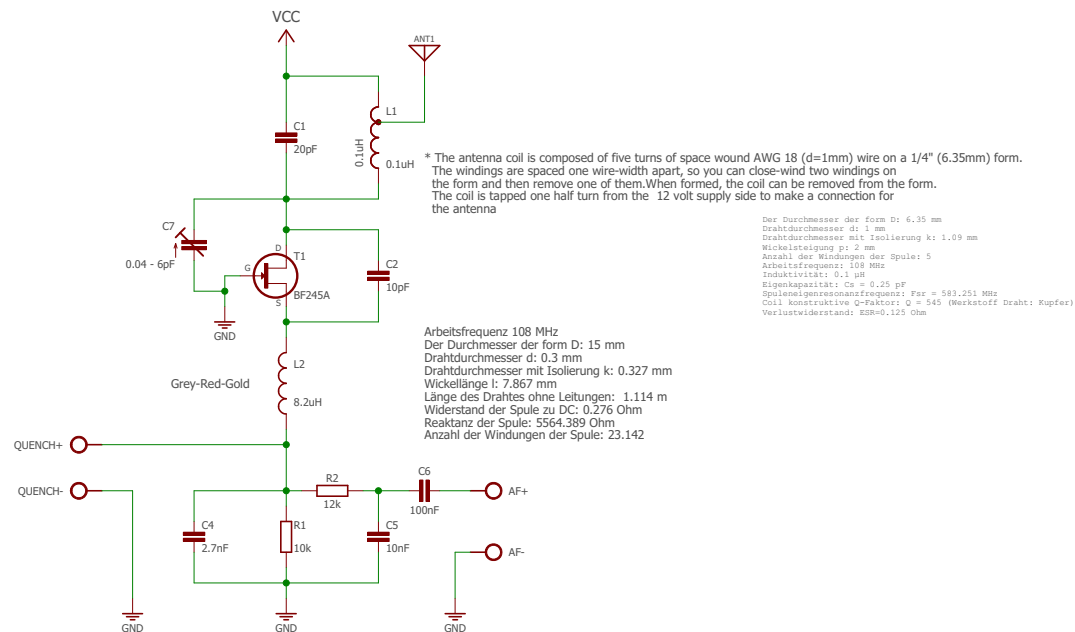 VCC
ANT1
L1
0.1uH
0.1uH
C1
20pF
* The antenna coil is composed of five turns of space wound AWG 18 (d=1mm) wire on a 1/4" (6.35mm) form.
The windings are spaced one wire-width apart, so you can close-wind two windings on
the form and then remove one of them.When formed, the coil can be removed from the form.
The coil is tapped one half turn from the 12 volt supply side to make a connection for
the antenna
Der Durchmesser der form D: 6.35 mm
Drahtdurchmesser d: 1 mm
Drahtdurchmesser mit Isolierung k: 1.09 mm
Wickelsteigung p: 2 mm
Anzahl der Windungen der Spule: 5
Arbeitsfrequenz: 108 MHz
Induktivität: 0.1 µH
Eigenkapazität: Cs = 0.25 pF
Spuleneigenresonanzfrequenz: Fsr = 583.251 MHz
Coil konstruktive Q-Faktor: Q = 545 (Werkstoff Draht: Kupfer)
Verlustwiderstand: ESR=0.125 Ohm
C7
0.04 - 6pF
D
G
S
T1
BF245A
C2
10pF
GND
Arbeitsfrequenz 108 MHz
Der Durchmesser der form D: 15 mm
Drahtdurchmesser d: 0.3 mm
Drahtdurchmesser mit Isolierung k: 0.327 mm
Wickellänge l: 7.867 mm
Länge des Drahtes ohne Leitungen: 1.114 m
Widerstand der Spule zu DC: 0.276 Ohm
Reaktanz der Spule: 5564.389 Ohm
Anzahl der Windungen der Spule: 23.142
L2
Grey-Red-Gold
8.2uH
QUENCH+
QUENCH-
R2
12k
C6
100nF
AF+
C4
2.7nF
R1
10k
C5
10nF
AF-
GND
GND
GND